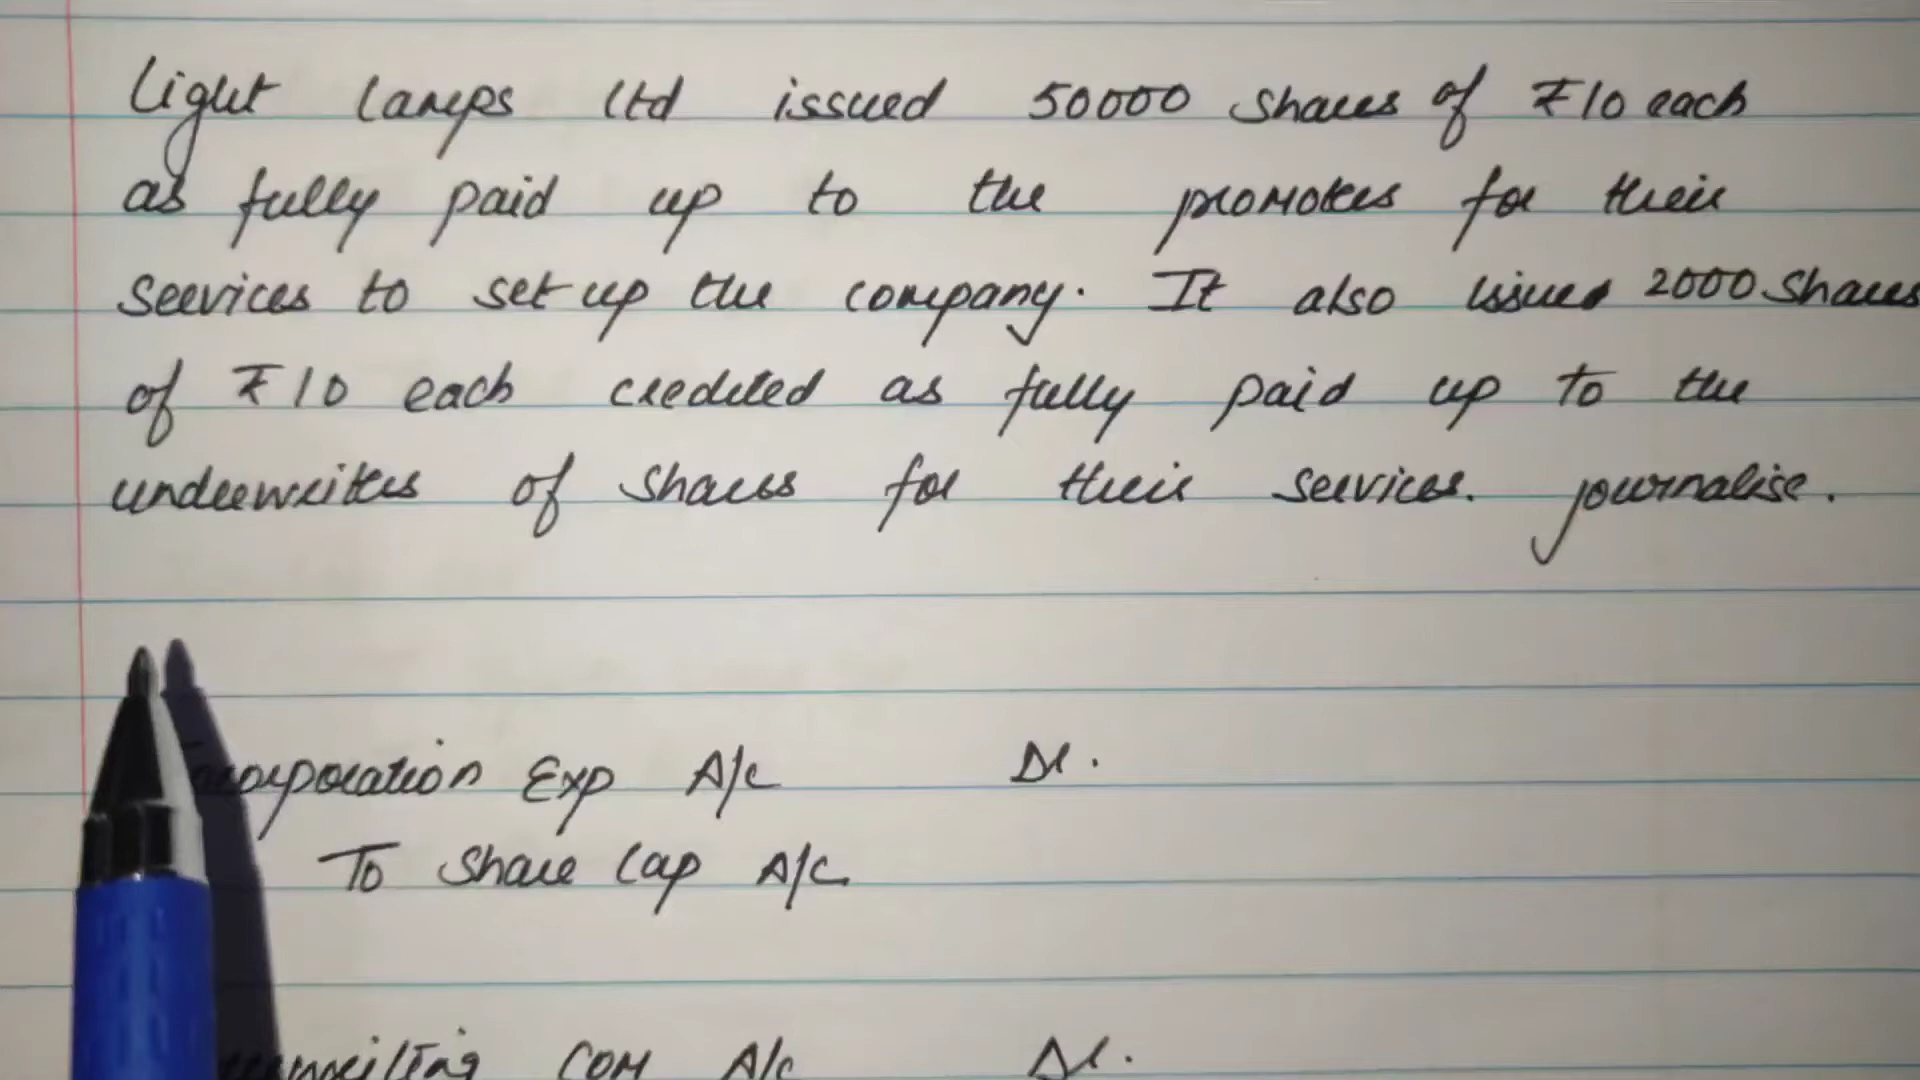 Light Lamps Ltd issued 50000 Shares of ₹10 each
as fully paid up to the promoters for their
Services to set up the company. It also issued 2000 Shares
of ₹10 each credited as fully paid up to the
underwriters of Shares for their services. journalise.
Incorporation Exp A/c Dr.
To Share Cap A/c
Com A/c Dr.